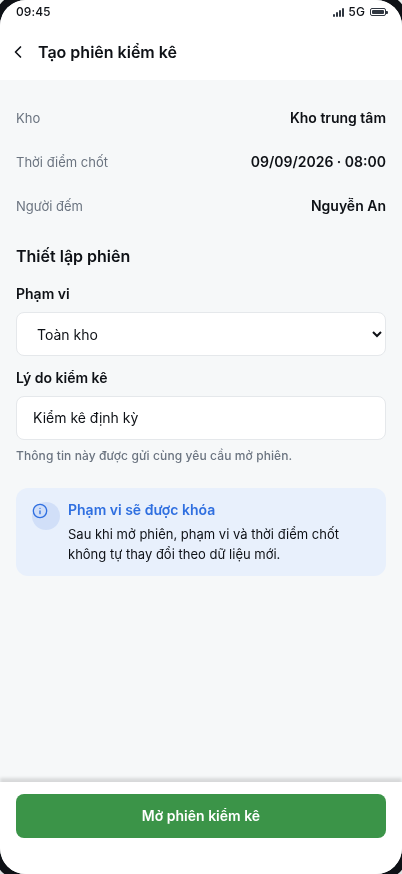 09:45
5G
Tạo phiên kiểm kê
Kho
Kho trung tâm
Thời điểm chốt
09/09/2026 · 08:00
Người đếm
Nguyễn An
Thiết lập phiên
Phạm vi
Toàn kho
Lý do kiểm kê
Kiểm kê định kỳ
Thông tin này được gửi cùng yêu cầu mở phiên.
Phạm vi sẽ được khóa
Sau khi mở phiên, phạm vi và thời điểm chốt
không tự thay đổi theo dữ liệu mới.
Mở phiên kiểm kê